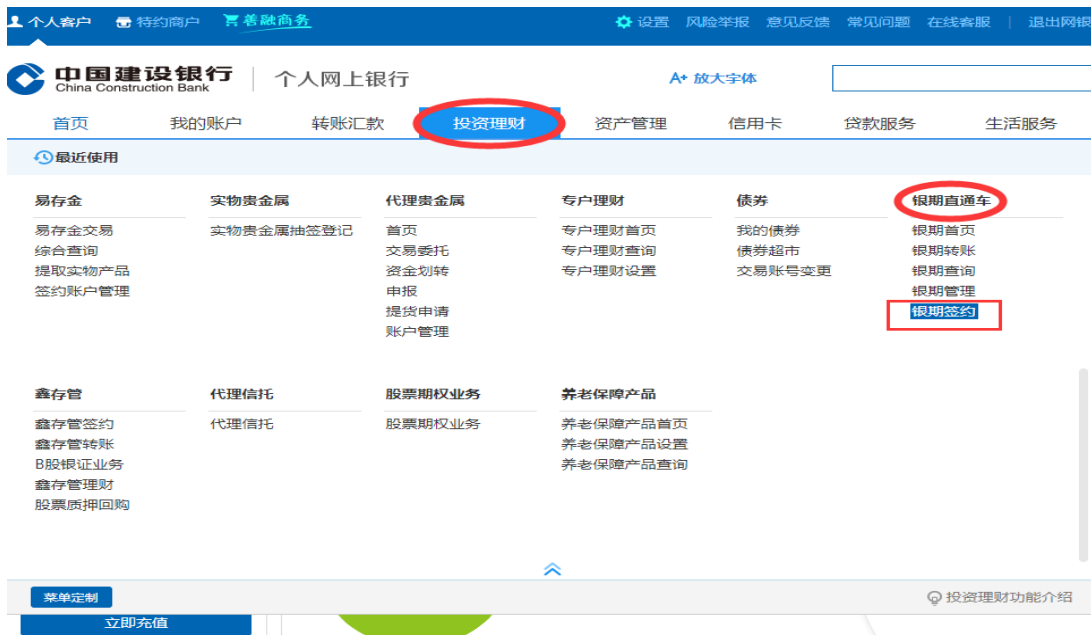 个人客户 特约商户 善融商务 设置 风险举报 意见反馈 常见问题 在线客服 | 退出网银
中国建设银行 | 个人网上银行 A+ 放大字体
China Construction Bank
首页 我的账户 转账汇款 投资理财 资产管理 信用卡 贷款服务 生活服务
最近使用
易存金 实物贵金属 代理贵金属 专户理财 债券 银期直通车
易存金交易 实物贵金属抽签登记 首页 专户理财首页 我的债券 银期首页
综合查询 交易委托 专户理财查询 债券超市 银期转账
提取实物产品 资金划转 专户理财设置 交易账号变更 银期查询
签约账户管理 申报 银期管理
提货申请 银期签约
账户管理
鑫存管 代理信托 股票期权业务 养老保障产品
鑫存管签约 代理信托 股票期权业务 养老保障产品首页
鑫存管转账 养老保障产品设置
B股银证业务 养老保障产品查询
鑫存管理财
股票质押回购
菜单定制 投资理财功能介绍
立即充值